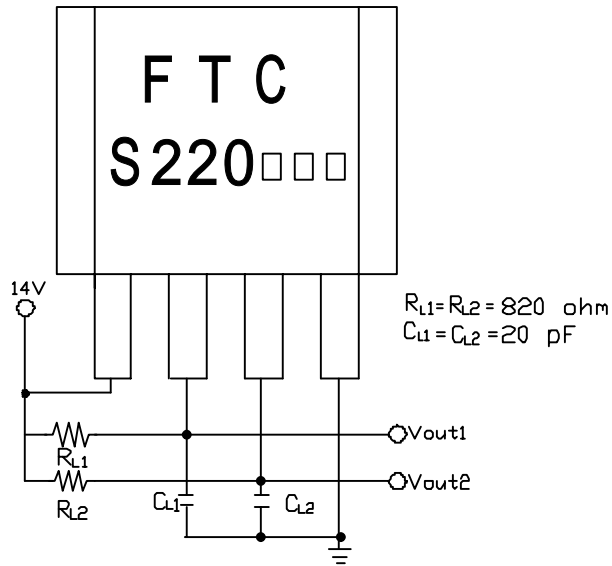 F T C
S220□□□
14V
RL1=RL2=820 ohm
CL1=CL2=20 pF
Vout1
RL1
Vout2
RL2
CL1
CL2